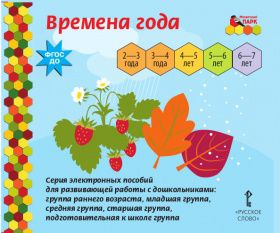 Времена года
Мозаичный
ПАРК
ФГОС
ДО
2—3
года
3—4
года
4—5
лет
5—6
лет
6—7
лет
Серия электронных пособий
для развивающей работы с дошкольниками:
группа раннего возраста, младшая группа,
средняя группа, старшая группа,
подготовительная к школе группа
РУССКОЕ
СЛОВО